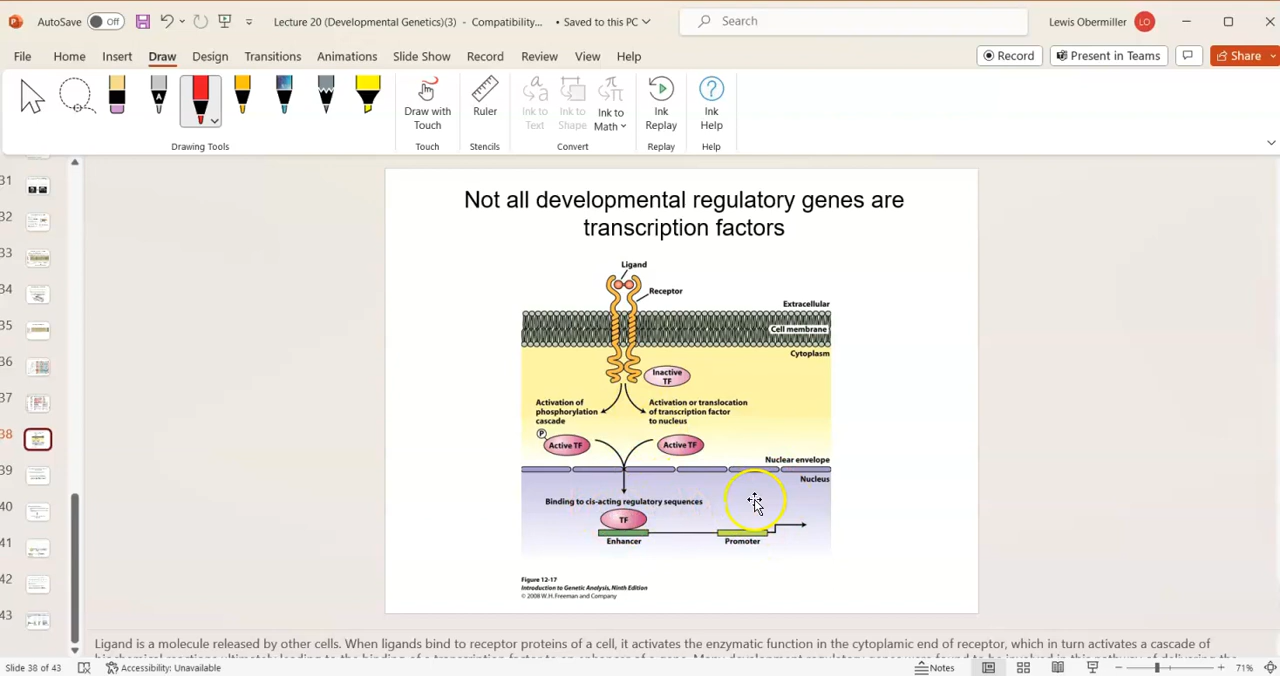 AutoSave Off Lecture 20 (Developmental Genetics)(3) - Compatibility... • Saved to this PC Search Lewis Obermiller LO
File Home Insert Draw Design Transitions Animations Slide Show Record Review View Help Record Present in Teams Share
Draw with Touch
Ruler
Ink to Text
Ink to Shape
Ink to Math
Ink Replay
Ink Help
Drawing Tools Touch Stencils Convert Replay Help
31
32
33
34
35
36
37
38
39
40
41
42
43
Not all developmental regulatory genes are
transcription factors
Ligand
Receptor
Extracellular
Cell membrane
Cytoplasm
Inactive
TF
Activation of
phosphorylation
cascade
Activation or translocation
of transcription factor
to nucleus
P
Active TF
Active TF
Nuclear envelope
Nucleus
Binding to cis-acting regulatory sequences
TF
Enhancer
Promoter
Figure 12-17
Introduction to Genetic Analysis, Ninth Edition
© 2008 W.H. Freeman and Company
Ligand is a molecule released by other cells. When ligands bind to receptor proteins of a cell, it activates the enzymatic function in the cytoplasmic end of receptor, which in turn activates a cascade of
Slide 38 of 43 Accessibility: Unavailable Notes 71%